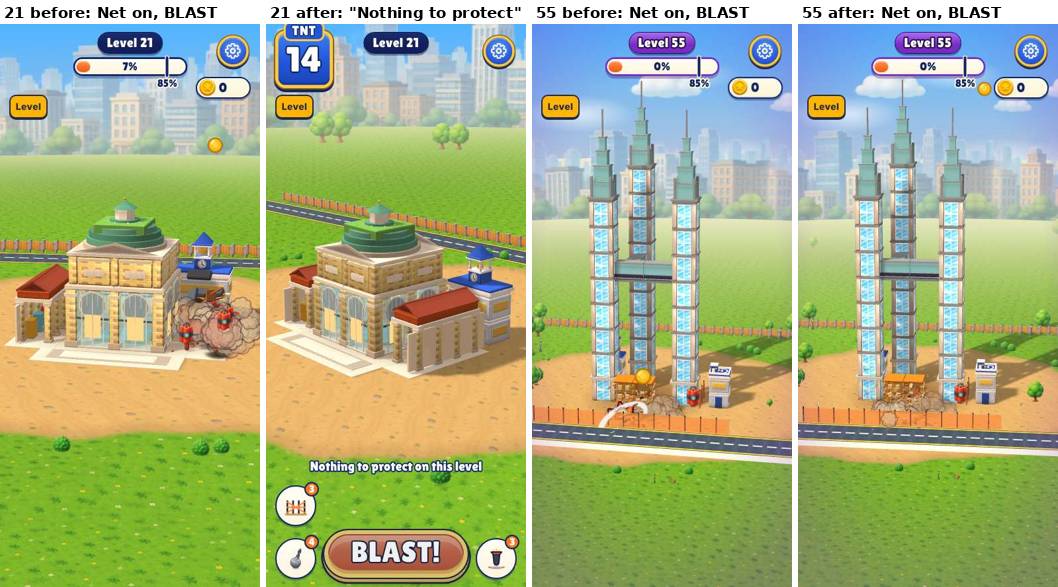 21 before: Net on, BLAST
21 after: "Nothing to protect"
55 before: Net on, BLAST
55 after: Net on, BLAST
Level 21
7%
85%
0
Level
TNT
14
Level 21
Level
Nothing to protect on this level
3
4
BLAST!
3
Level 55
0%
85%
0
Level
Level 55
0%
85%
0
Level